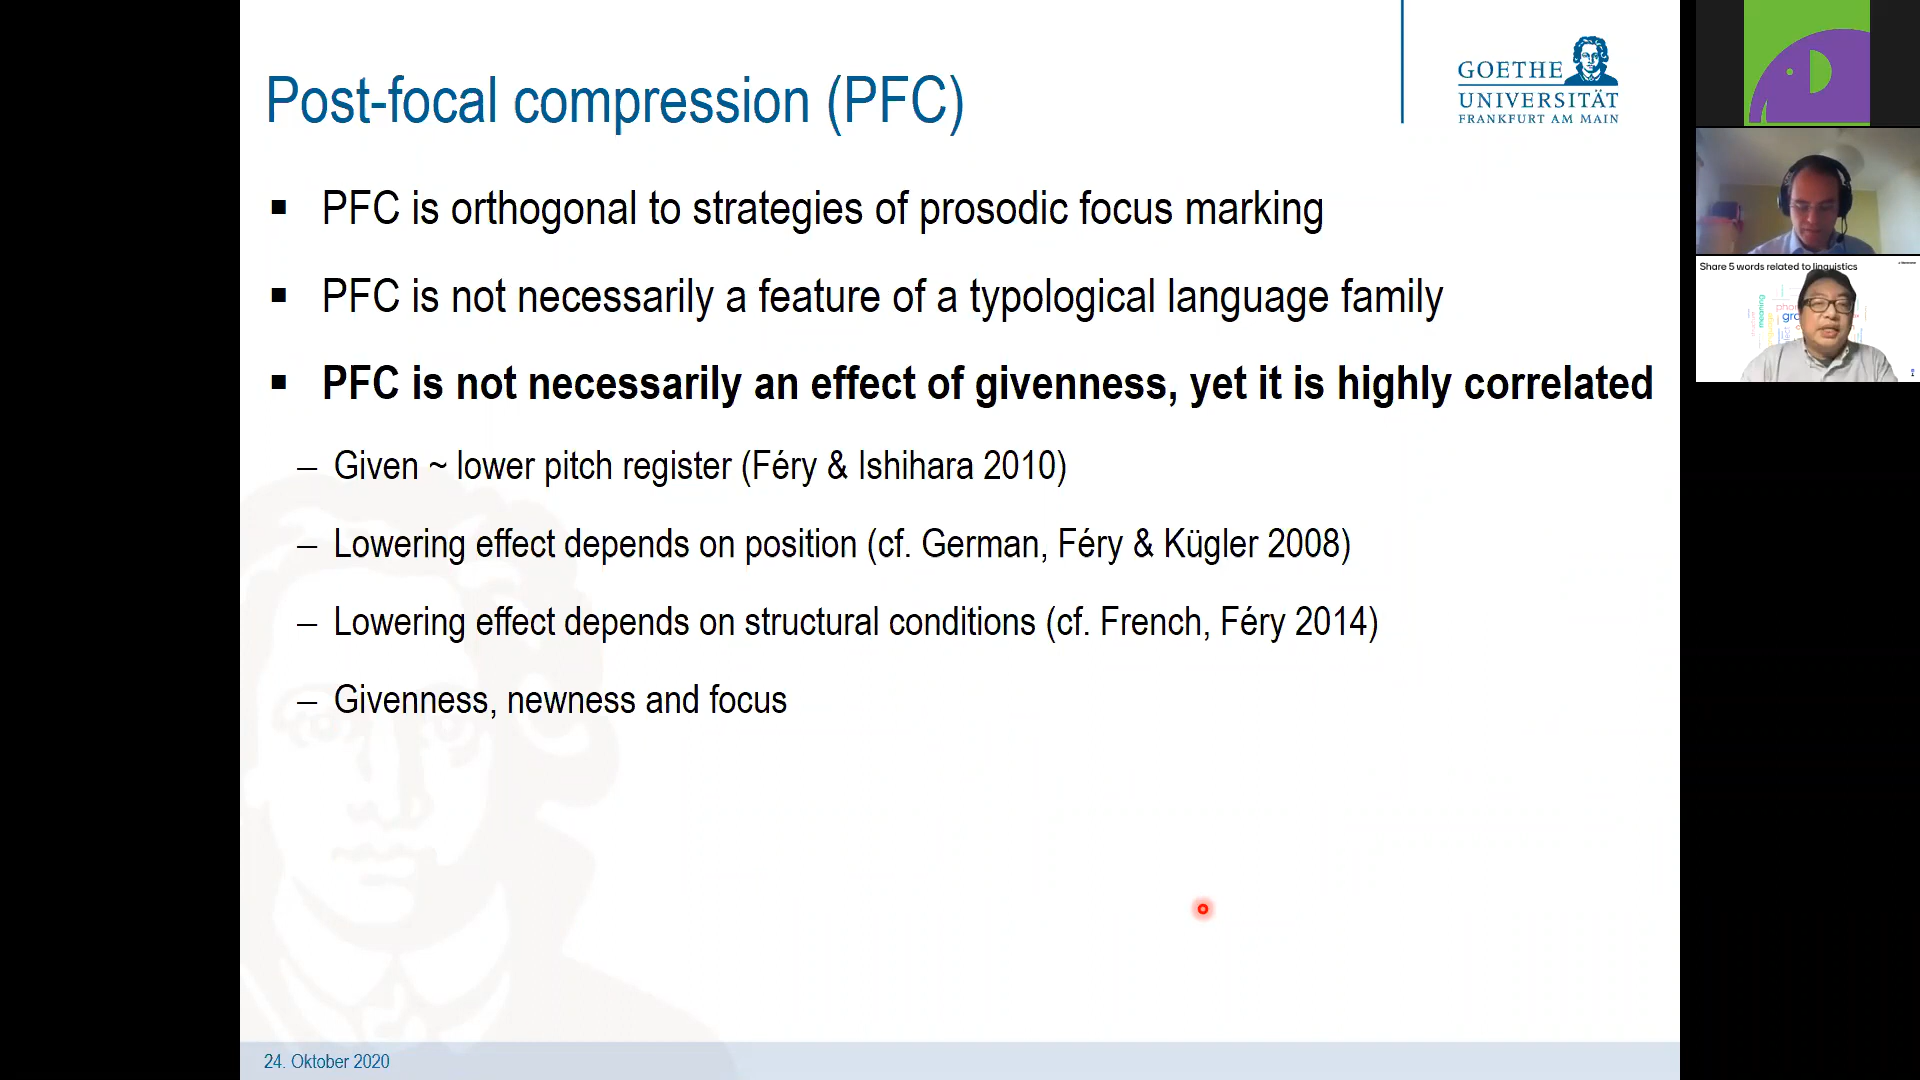 Post-focal compression (PFC)
GOETHE
UNIVERSITÄT
FRANKFURT AM MAIN
▪ PFC is orthogonal to strategies of prosodic focus marking
▪ PFC is not necessarily a feature of a typological language family
▪ PFC is not necessarily an effect of givenness, yet it is highly correlated
– Given ~ lower pitch register (Féry & Ishihara 2010)
– Lowering effect depends on position (cf. German, Féry & Kügler 2008)
– Lowering effect depends on structural conditions (cf. French, Féry 2014)
– Givenness, newness and focus
24. Oktober 2020
Share 5 words related to linguistics
meaning